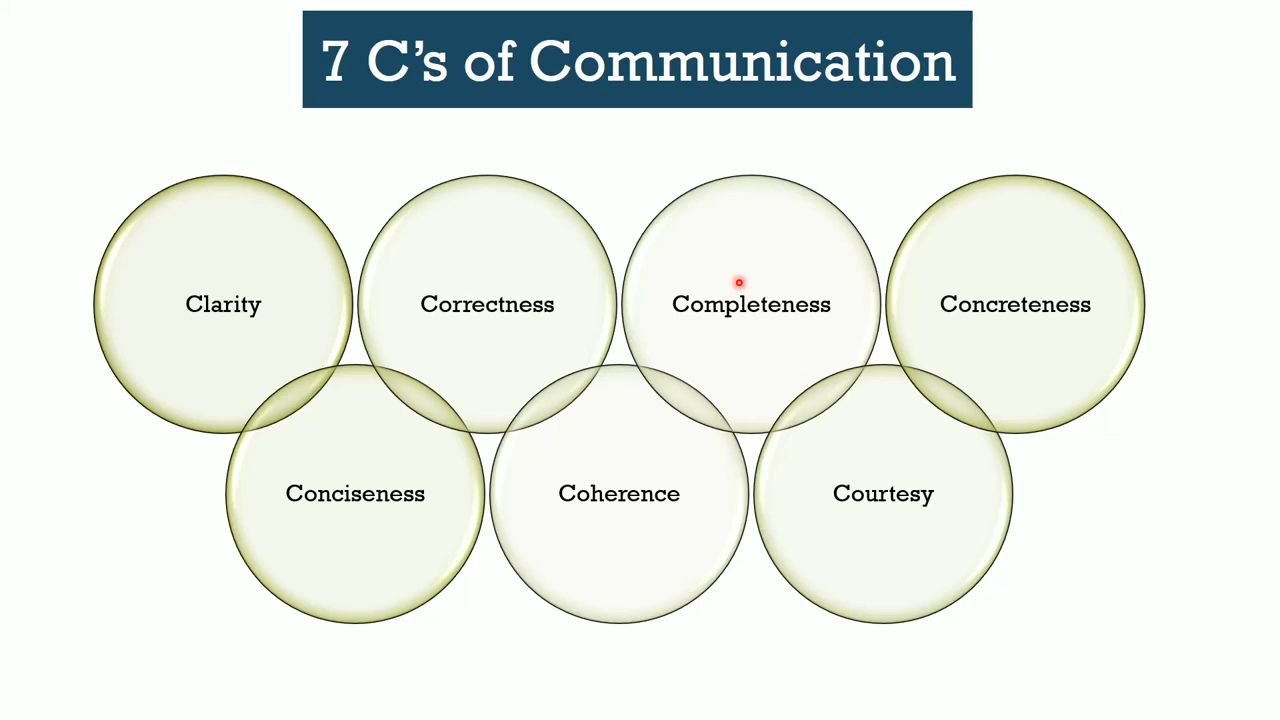 7 C’s of Communication
Clarity
Correctness
Completeness
Concreteness
Conciseness
Coherence
Courtesy